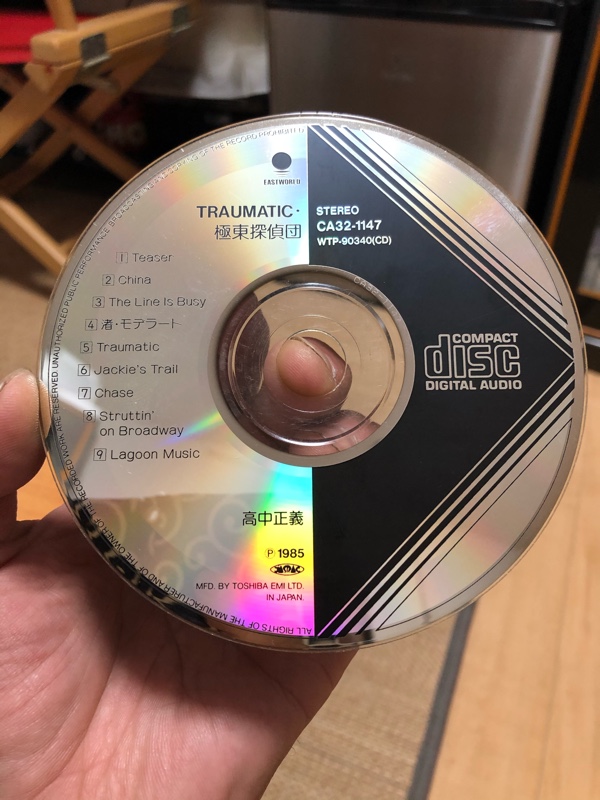 EASTWORLD
TRAUMATIC・
極東探偵団
STEREO
CA32-1147
WTP-90340(CD)
1 Teaser
2 China
3 The Line Is Busy
4 渚・モデラート
5 Traumatic
6 Jackie's Trail
7 Chase
8 Struttin'
on Broadway
9 Lagoon Music
COMPACT
disc
DIGITAL AUDIO
高中正義
Ⓟ 1985
MFD. BY TOSHIBA EMI LTD.
IN JAPAN.
ALL RIGHTS OF THE MANUFACTURER AND OF THE OWNER OF THE RECORDED WORK ARE RESERVED UNAUTHORIZED PUBLIC PERFORMANCE BROADCASTING OF THE RECORD PROHIBITED